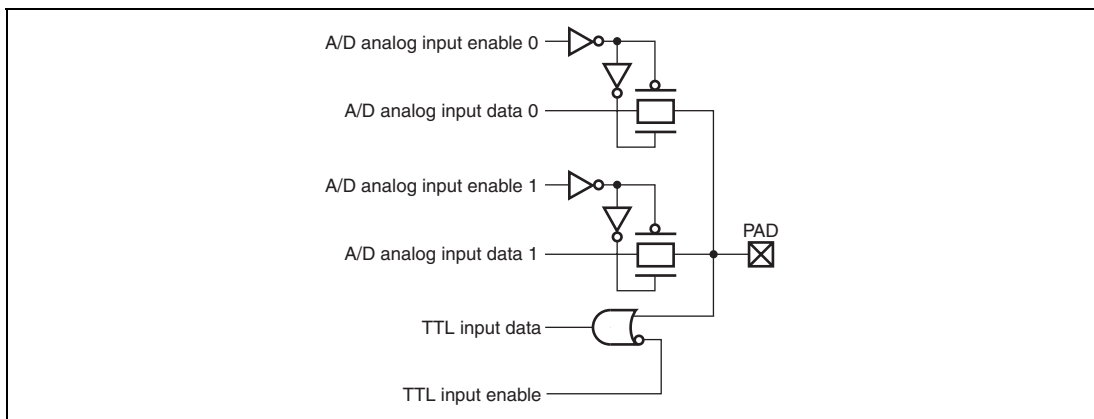 A/D analog input enable 0
A/D analog input data 0
A/D analog input enable 1
PAD
A/D analog input data 1
TTL input data
TTL input enable